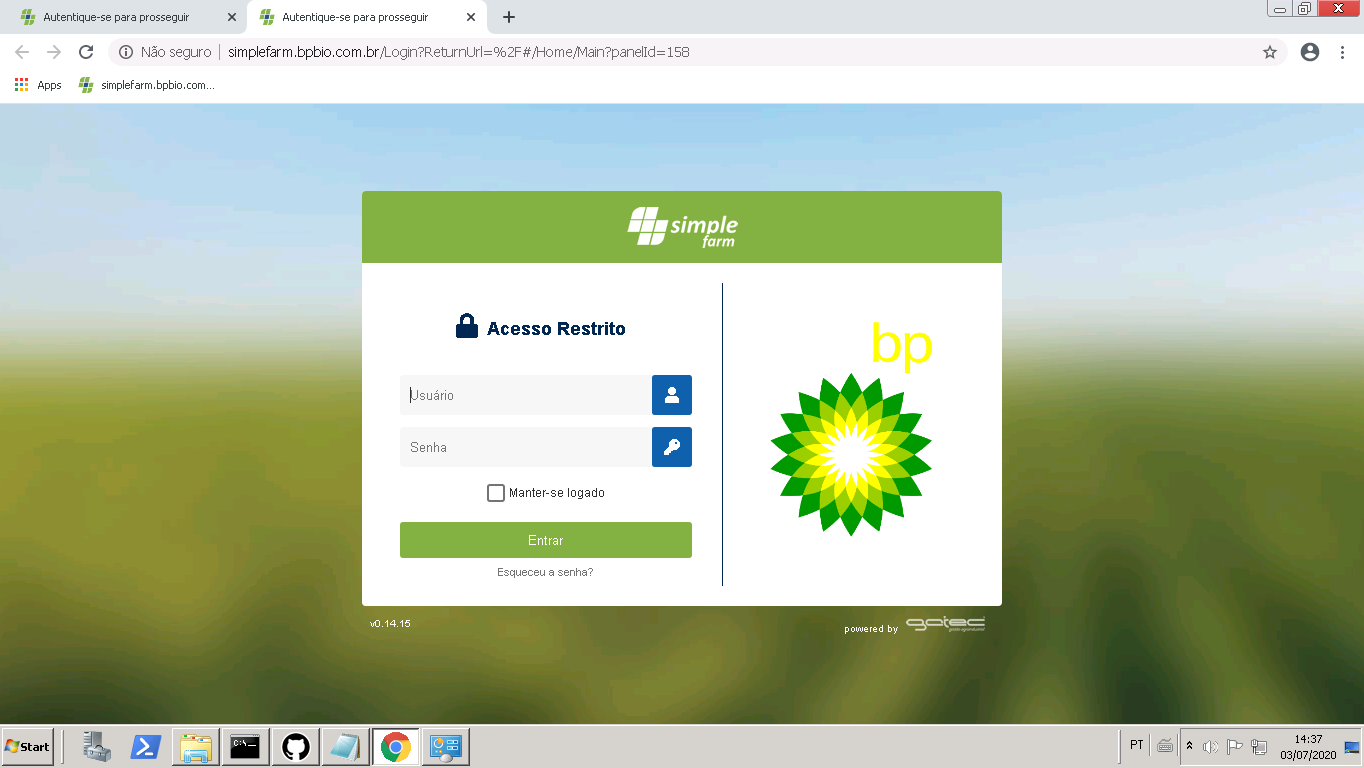 Autentique-se para prosseguir
Autentique-se para prosseguir
Não seguro simplefarm.bpbio.com.br/Login?ReturnUrl=%2F#/Home/Main?panelId=158
Apps simplefarm.bpbio.com...
simple
farm
Acesso Restrito
bp
Usuário
Senha
Manter-se logado
Entrar
Esqueceu a senha?
v0.14.15
powered by gatec
Start
C:\_
PT
14:37
03/07/2020